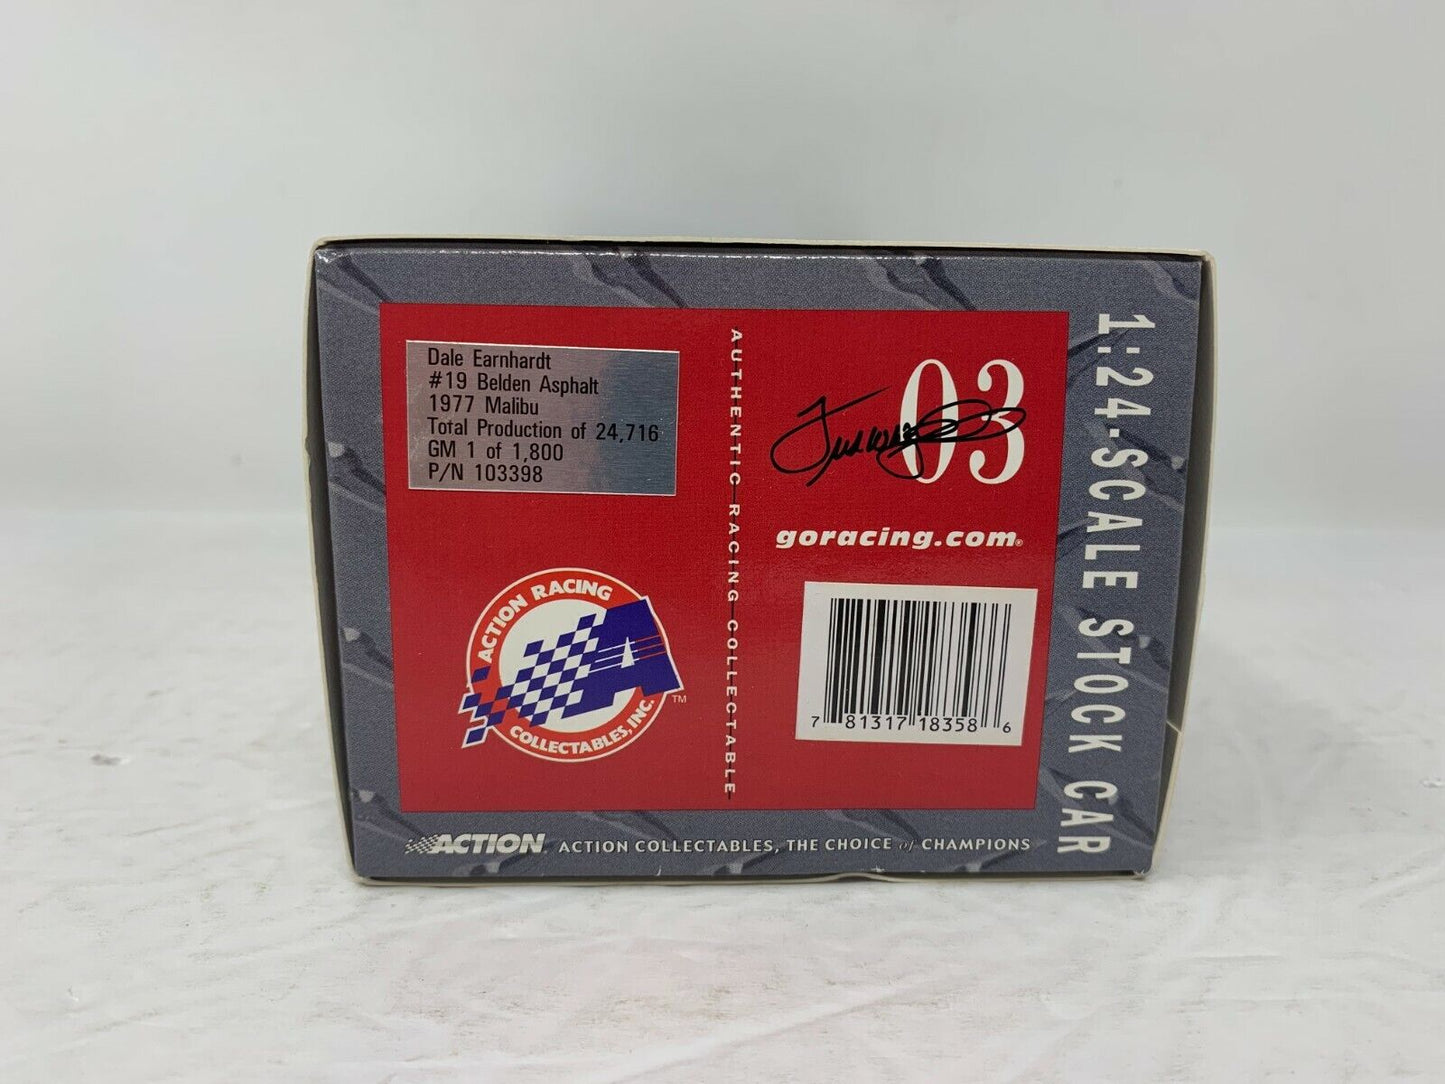 Dale Earnhardt
#19 Belden Asphalt
1977 Malibu
Total Production of 24,716
GM 1 of 1,800
P/N 103398
AUTHENTIC RACING COLLECTABLE
03
goracing.com®
ACTION RACING
COLLECTABLES, INC.
TM
7 81317 18358 6
1:24-SCALE STOCK CAR
ACTION
ACTION COLLECTABLES, THE CHOICE of CHAMPIONS